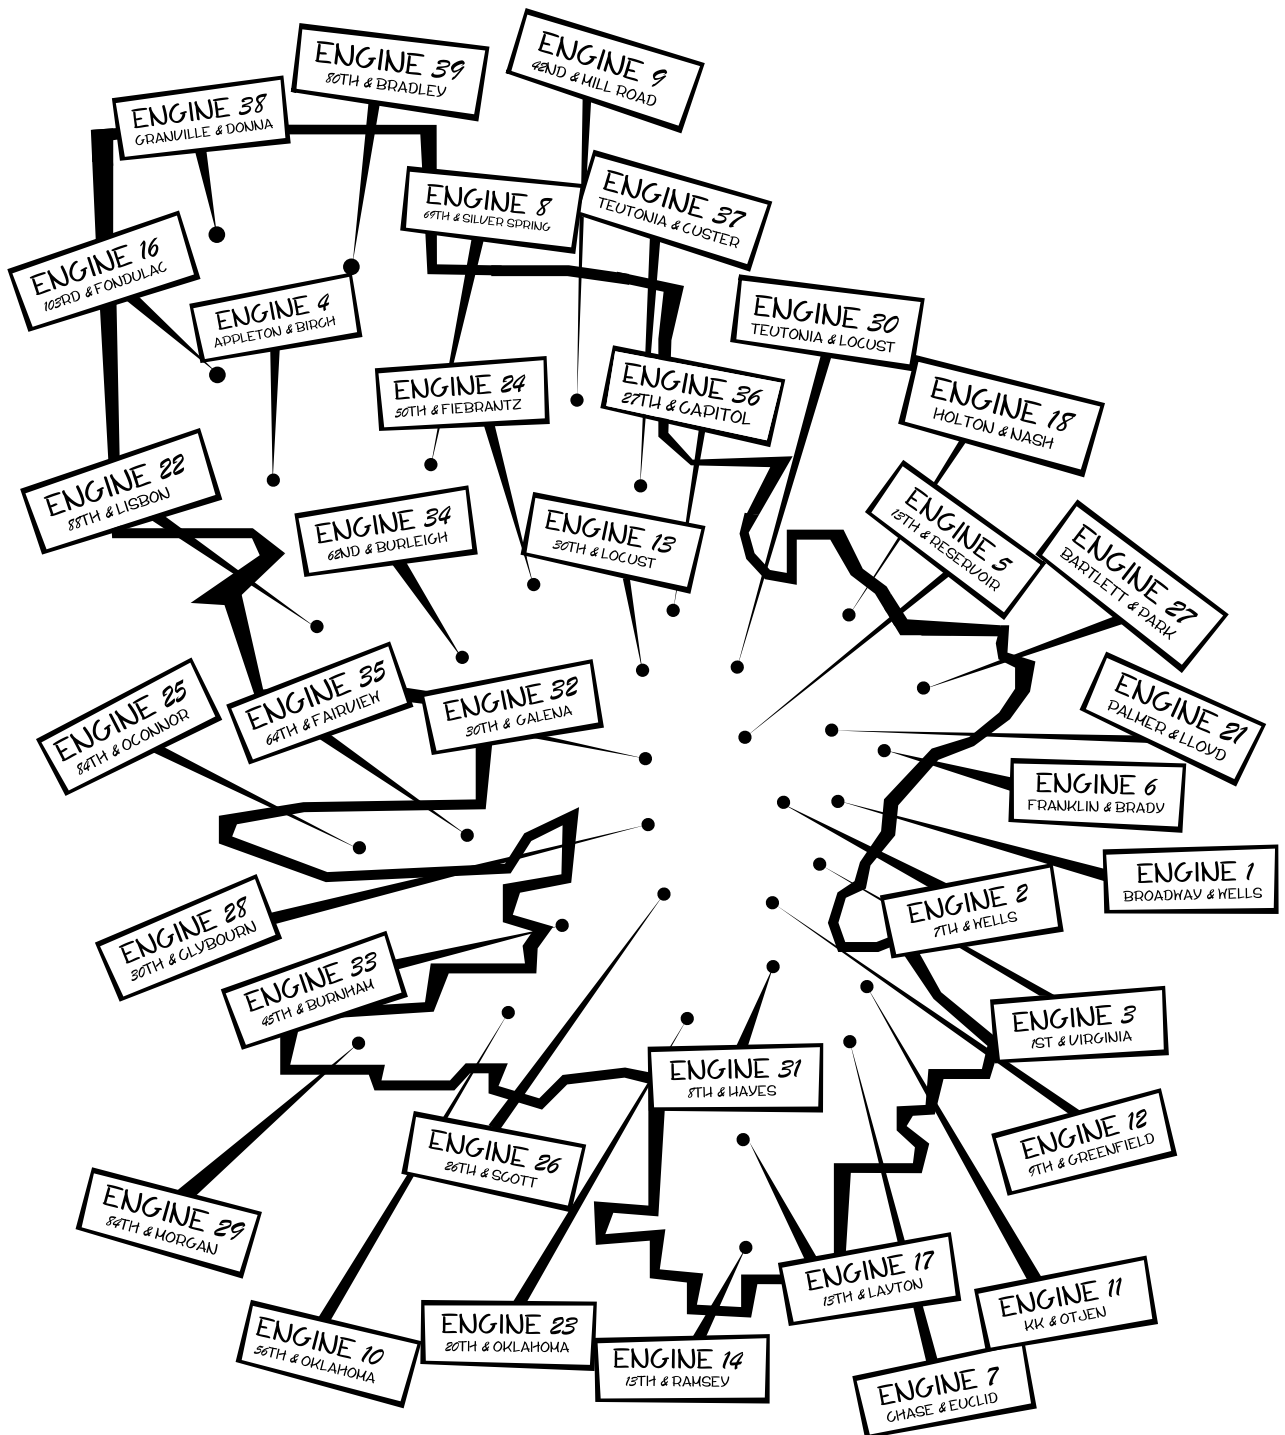 ENGINE 39
80TH & BRADLEY
ENGINE 9
42ND & MILL ROAD
ENGINE 38
GRANVILLE & DONNA
ENGINE 8
69TH & SILVER SPRING
ENGINE 37
TEUTONIA & CUSTER
ENGINE 16
103RD & FONDULAC
ENGINE 4
APPLETON & BIRCH
ENGINE 30
TEUTONIA & LOCUST
ENGINE 24
50TH & FIEBRANTZ
ENGINE 36
27TH & CAPITOL
ENGINE 18
HOLTON & NASH
ENGINE 22
88TH & LISBON
ENGINE 34
62ND & BURLEIGH
ENGINE 13
30TH & LOCUST
ENGINE 5
13TH & RESERVOIR
ENGINE 27
BARTLETT & PARK
ENGINE 25
84TH & OCONNOR
ENGINE 35
64TH & FAIRVIEW
ENGINE 32
30TH & GALENA
ENGINE 21
PALMER & LLOYD
ENGINE 6
FRANKLIN & BRADY
ENGINE 1
BROADWAY & WELLS
ENGINE 28
30TH & CLYBOURN
ENGINE 2
7TH & WELLS
ENGINE 33
45TH & BURNHAM
ENGINE 3
1ST & VIRGINIA
ENGINE 31
8TH & HAYES
ENGINE 12
9TH & GREENFIELD
ENGINE 26
26TH & SCOTT
ENGINE 29
84TH & MORGAN
ENGINE 17
13TH & LAYTON
ENGINE 11
KK & OTJEN
ENGINE 10
56TH & OKLAHOMA
ENGINE 23
20TH & OKLAHOMA
ENGINE 14
13TH & RAMSEY
ENGINE 7
CHASE & EUCLID